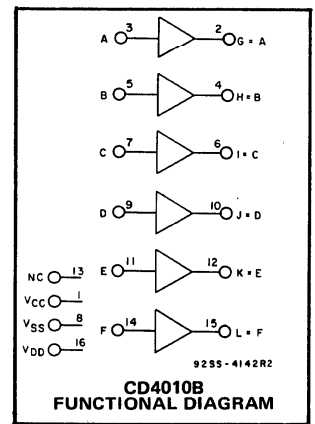 A 3 2 G = A
B 5 4 H = B
C 7 6 I = C
D 9 10 J = D
E 11 12 K = E
F 14 15 L = F
NC 13
VCC 1
VSS 8
VDD 16
92SS-4142R2
CD4010B
FUNCTIONAL DIAGRAM